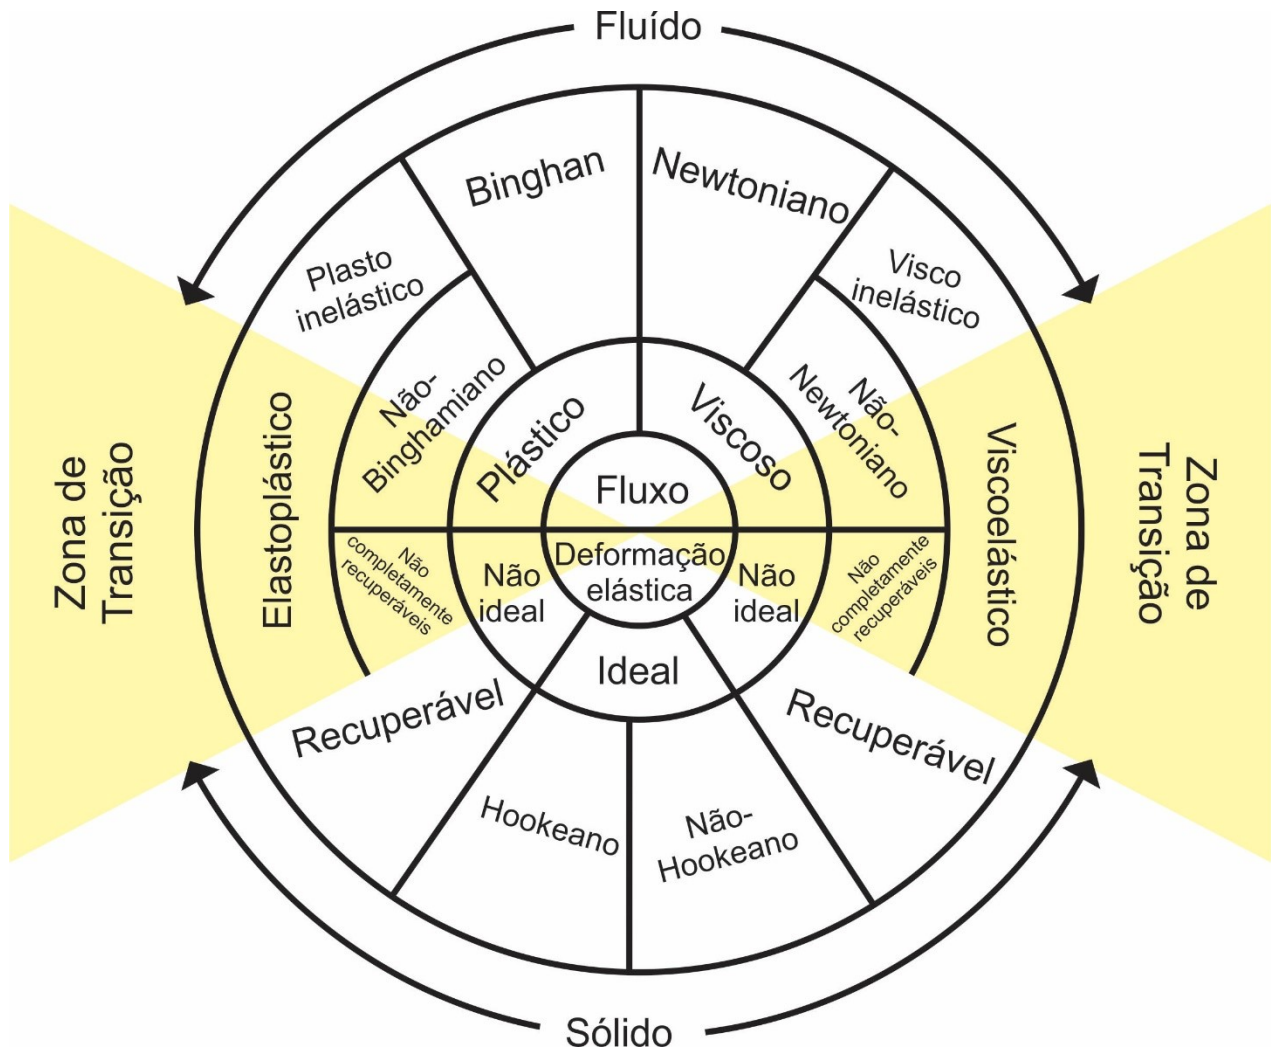 Fluído
Binghan
Newtoniano
Plasto
inelástico
Visco
inelástico
Não-
Binghamiano
Não-
Newtoniano
Plástico
Viscoso
Zona de
Transição
Elastoplástico
Fluxo
Viscoelástico
Zona de
Transição
Não
completamente
recuperáveis
Não
ideal
Deformação
elástica
Não
ideal
Não
completamente
recuperáveis
Ideal
Recuperável
Recuperável
Hookeano
Não-
Hookeano
Sólido